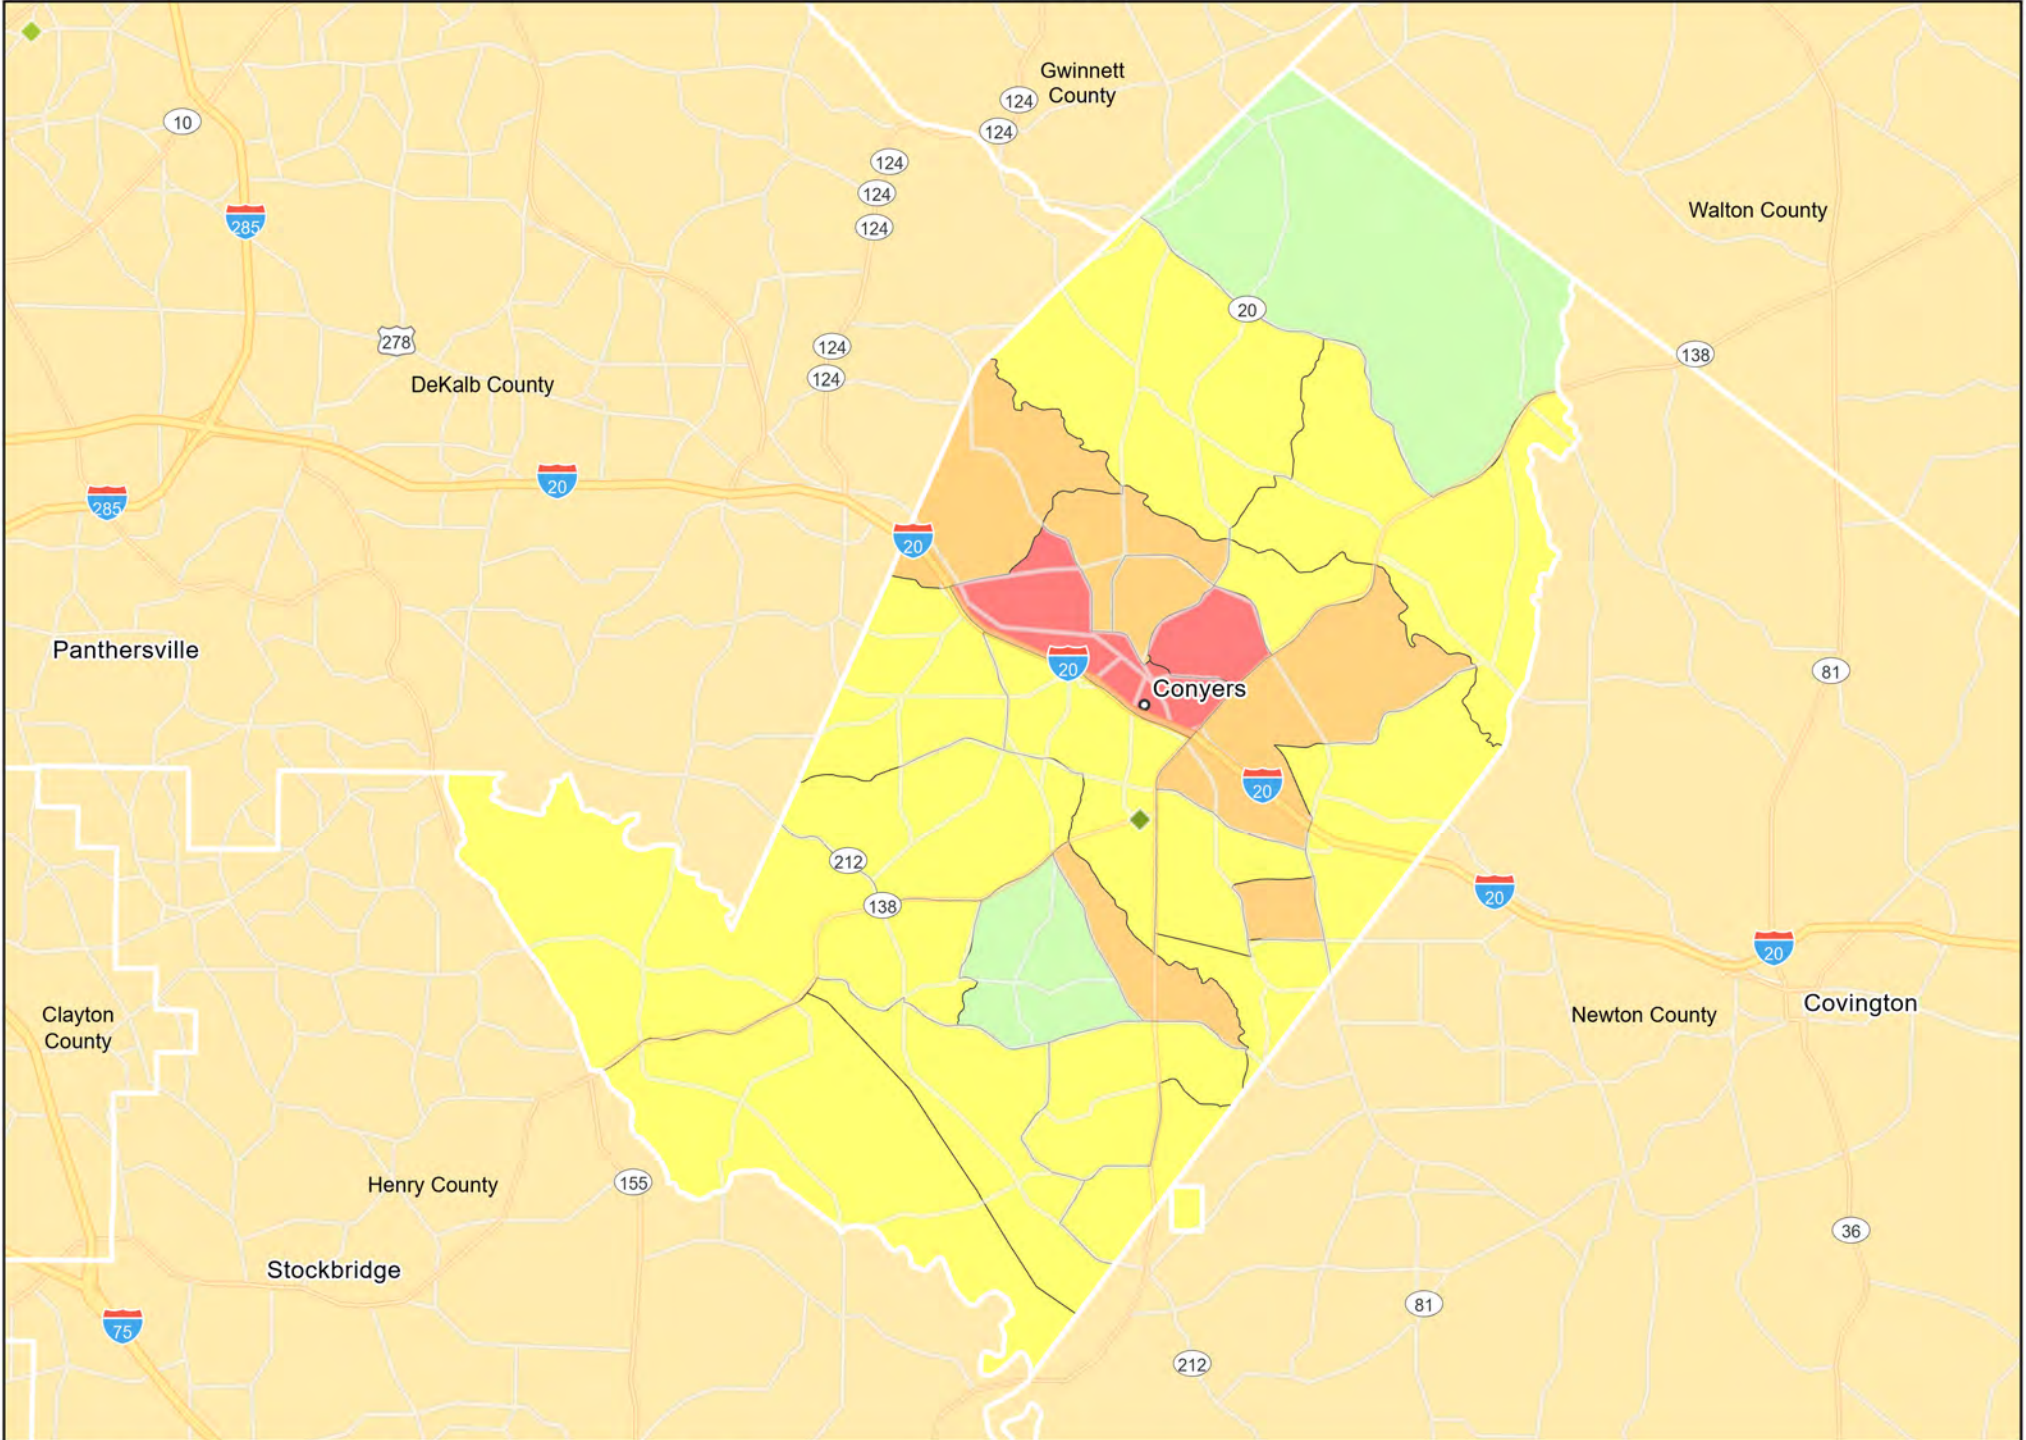 Gwinnett
County
124
124
10
124
124
124
Walton County
285
20
278
124
138
124
DeKalb County
20
285
20
Panthersville
20
81
Conyers
20
212
20
138
20
Clayton
County
Newton County
Covington
Henry County
155
36
Stockbridge
81
75
212